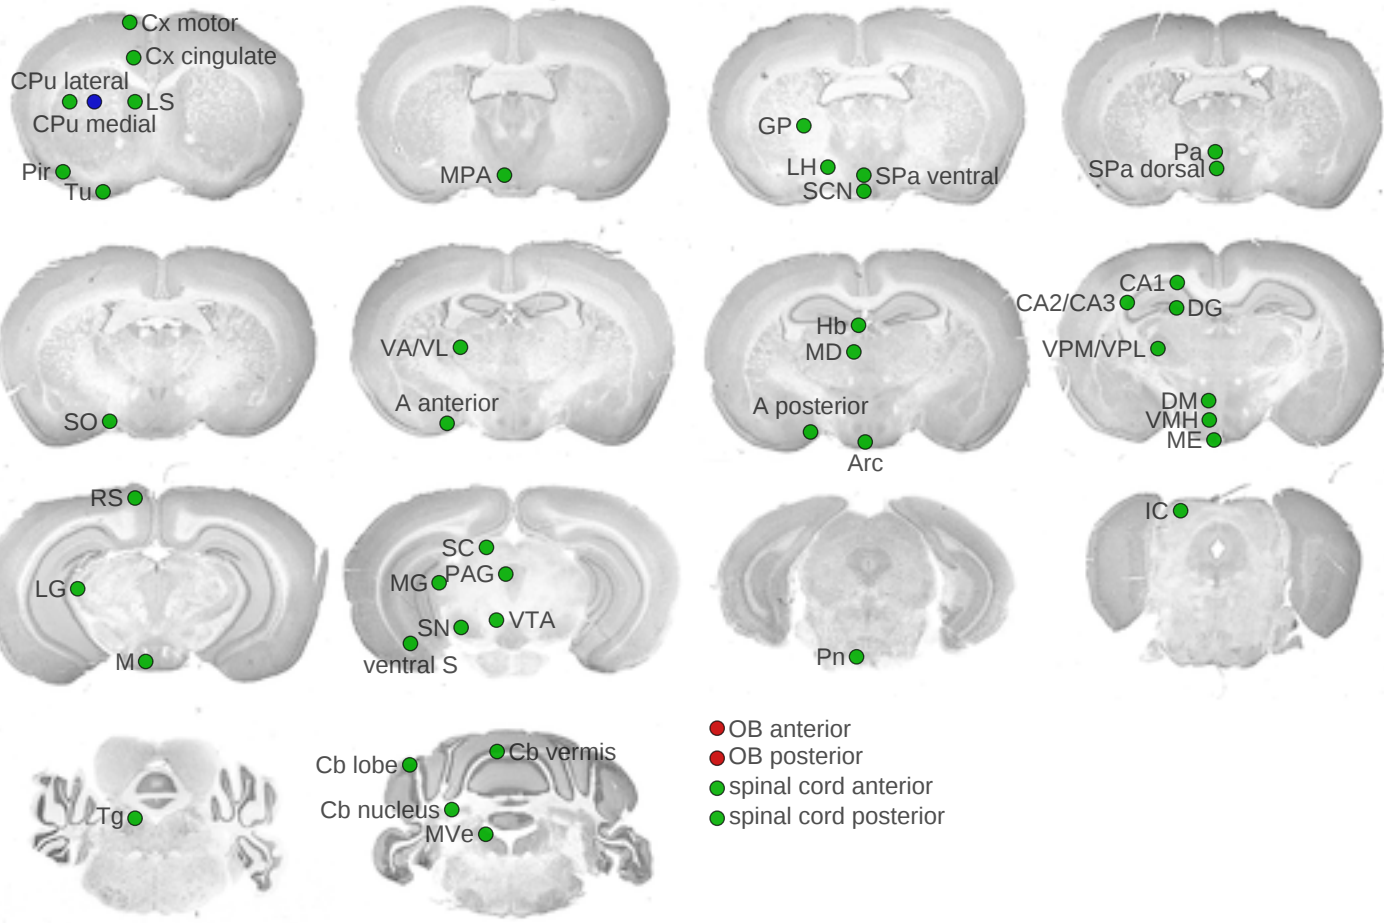 Cx motor
Cx cingulate
CPu lateral
LS
CPu medial
Pir
Tu
MPA
GP
LH
SPa ventral
SCN
Pa
SPa dorsal
SO
VA/VL
A anterior
Hb
MD
A posterior
Arc
CA1
CA2/CA3
DG
VPM/VPL
DM
VMH
ME
RS
LG
M
SC
MG
PAG
SN
VTA
ventral S
Pn
IC
Tg
Cb lobe
Cb vermis
Cb nucleus
MVe
OB anterior
OB posterior
spinal cord anterior
spinal cord posterior